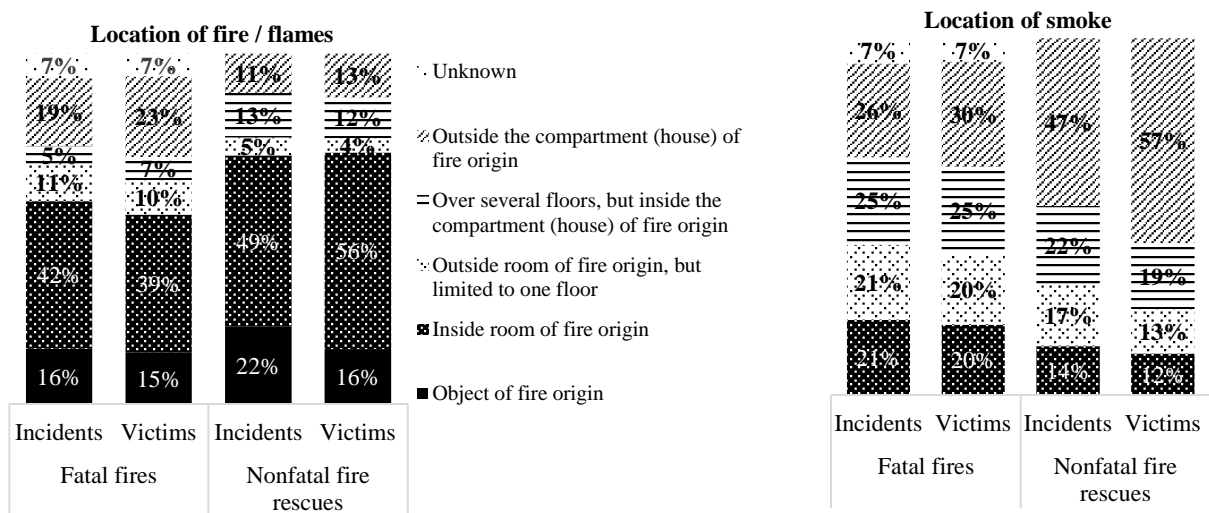 Location of fire / flames
7% 7% 11% 13%
19% 23% 13% 12%
5% 7% 5% 4%
11% 10% 49% 56%
42% 39% 22% 16%
16% 15%
Incidents Victims Incidents Victims
Fatal fires Nonfatal fire
rescues
Unknown
Outside the compartment (house) of
fire origin
Over several floors, but inside the
compartment (house) of fire origin
Outside room of fire origin, but
limited to one floor
Inside room of fire origin
Object of fire origin
Location of smoke
7% 7% 47% 57%
26% 30% 22% 19%
25% 25% 17% 13%
21% 20% 14% 12%
21% 20%
Incidents Victims Incidents Victims
Fatal fires Nonfatal fire
rescues